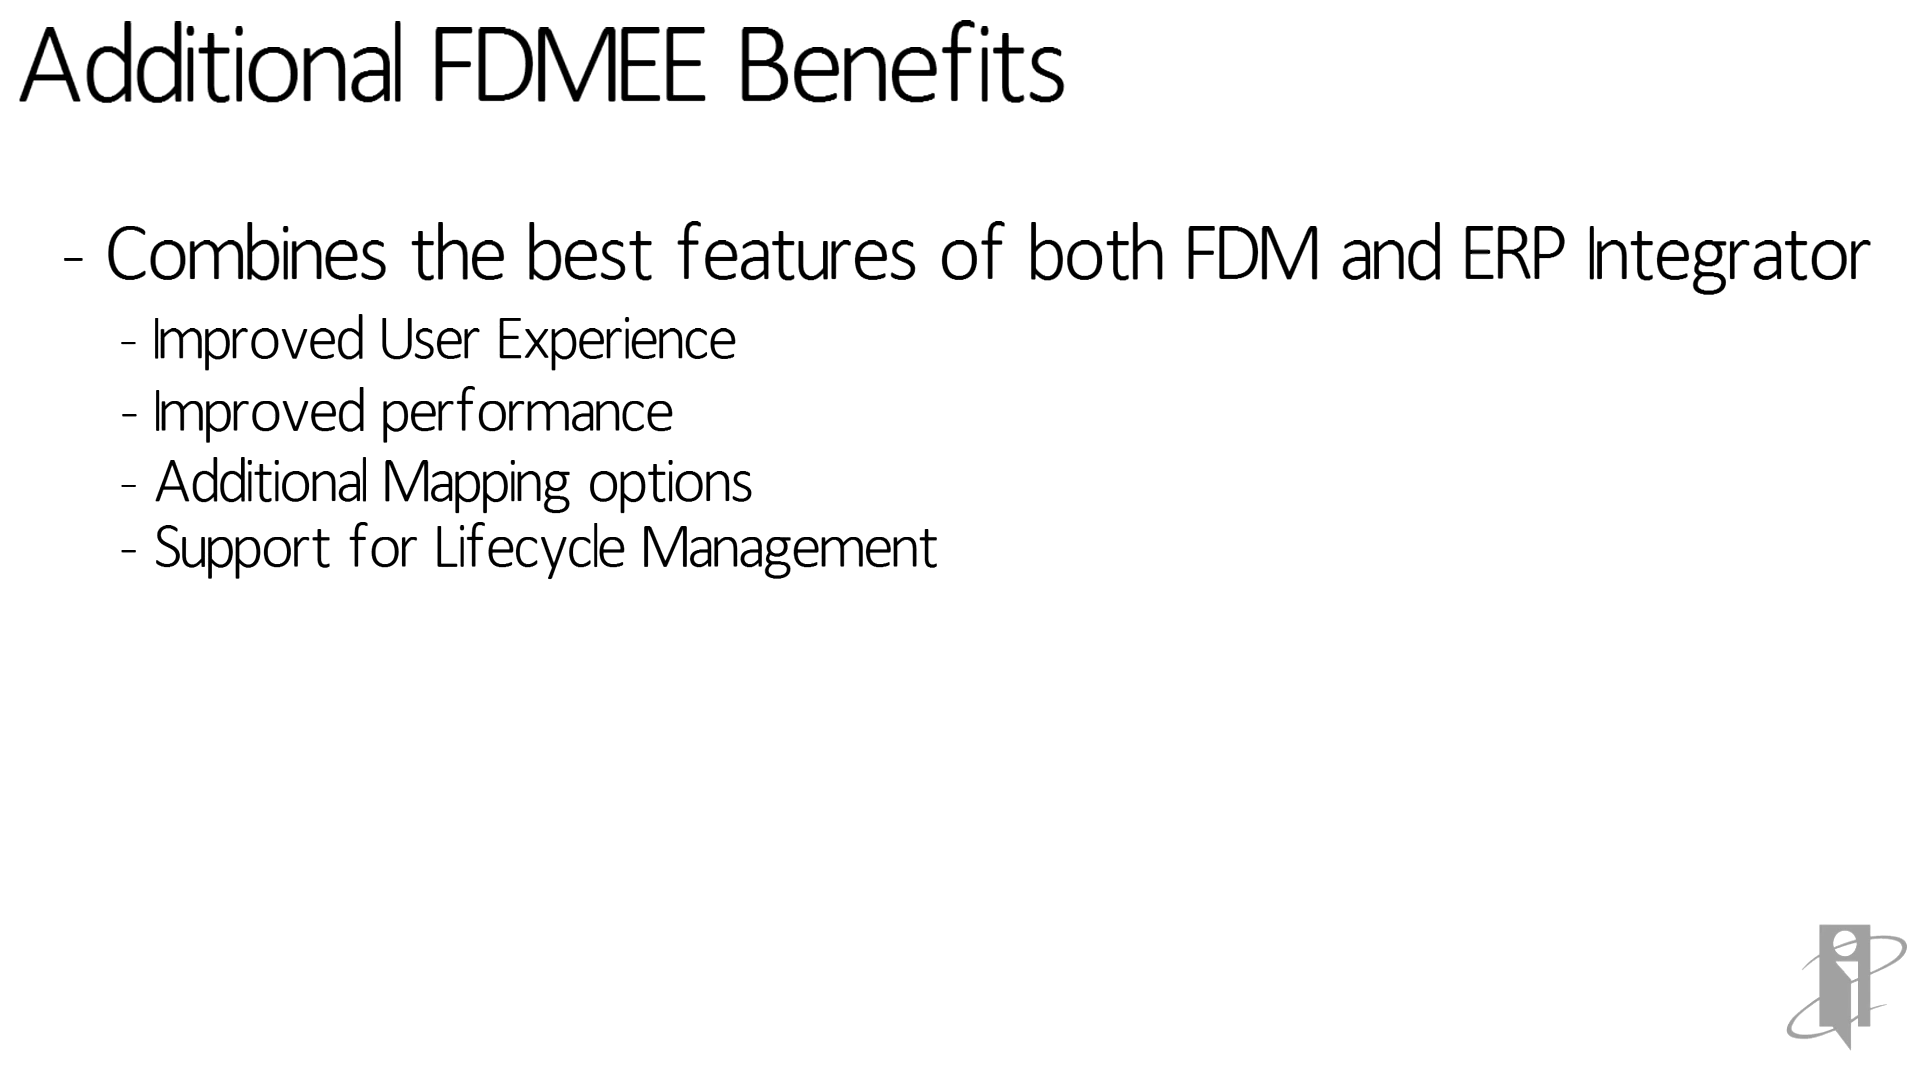 Additional FDMEE Benefits
- Combines the best features of both FDM and ERP Integrator
- Improved User Experience
- Improved performance
- Additional Mapping options
- Support for Lifecycle Management